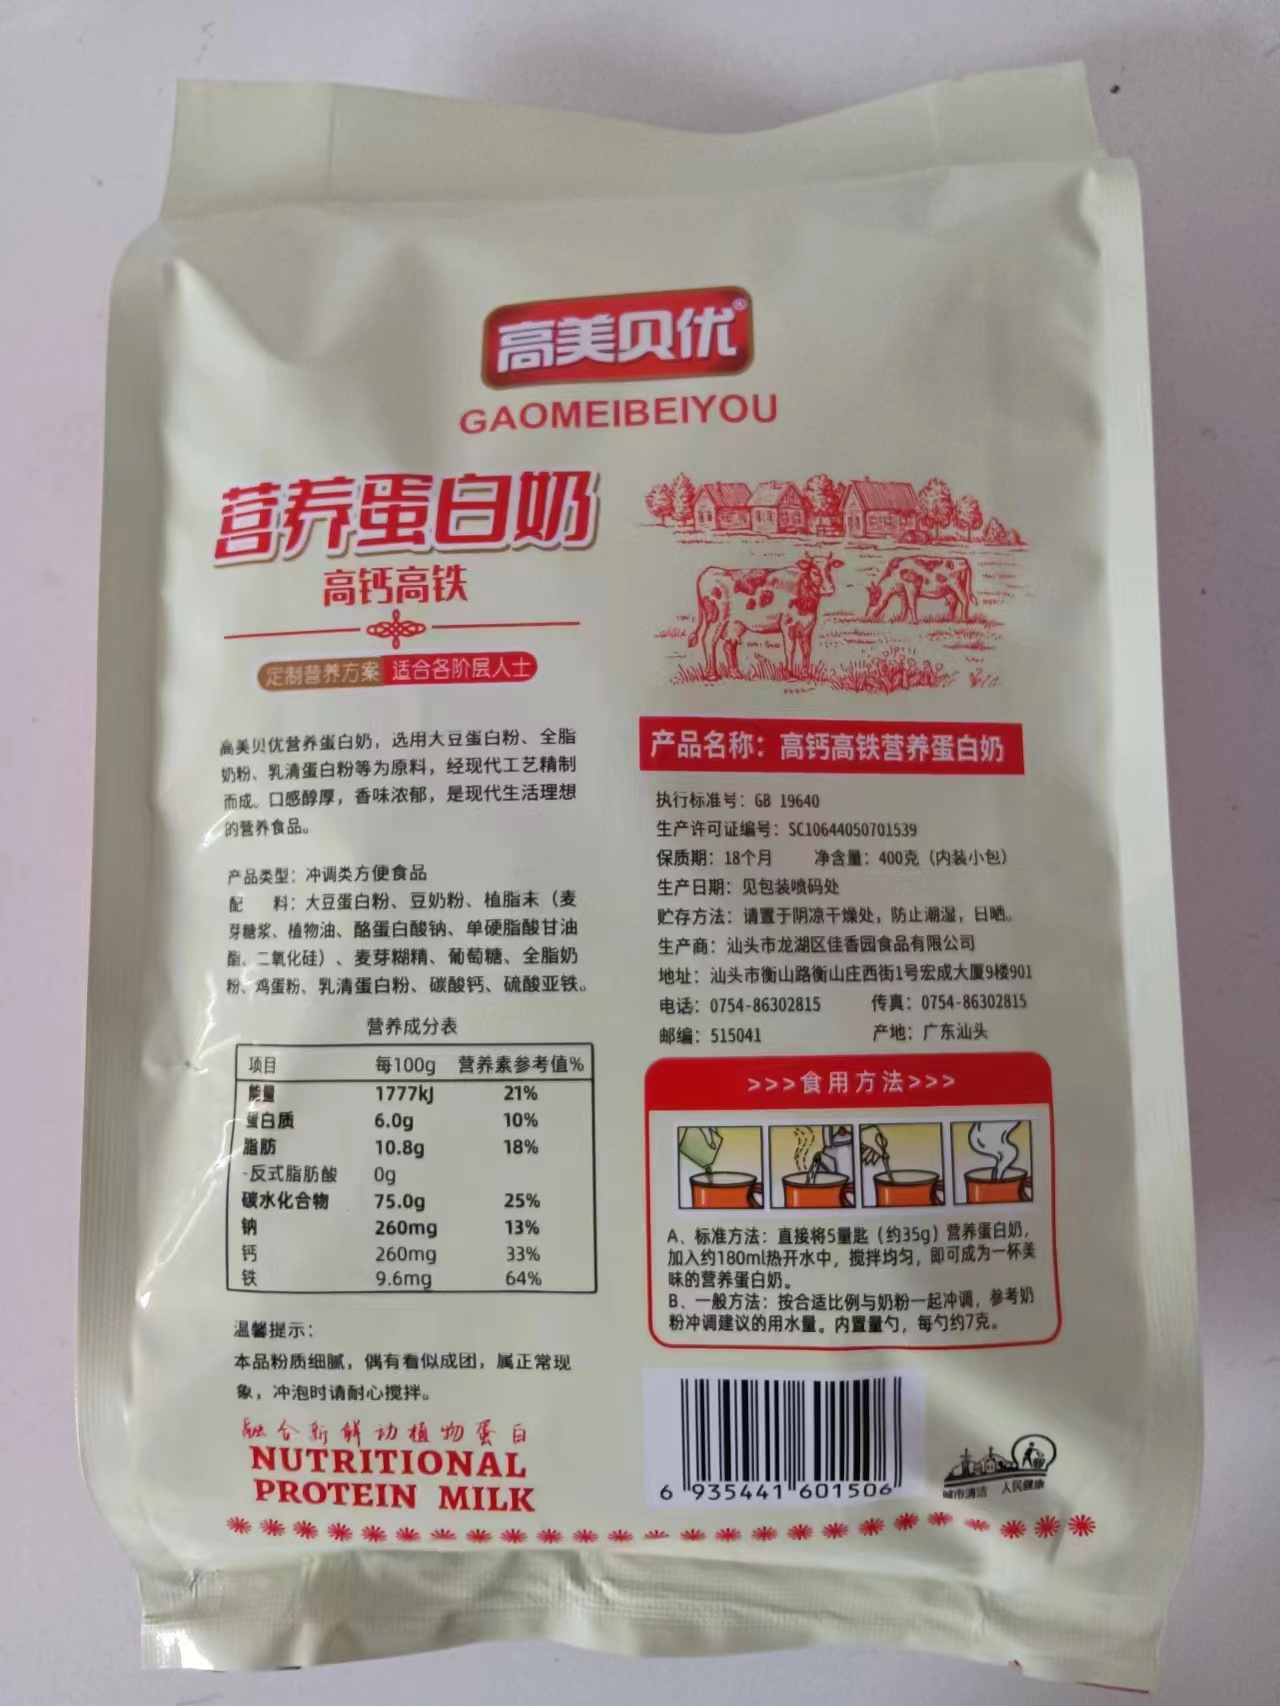 高美贝优®
GAOMEIBEIYOU
营养蛋白奶
高钙高铁
定制营养方案 适合各阶层人士
高美贝优营养蛋白奶，选用大豆蛋白粉、全脂
奶粉、乳清蛋白粉等为原料，经现代工艺精制
而成。口感醇厚，香味浓郁，是现代生活理想
的营养食品。
产品类型：冲调类方便食品
配 料：大豆蛋白粉、豆奶粉、植脂末（麦
芽糖浆、植物油、酪蛋白酸钠、单硬脂酸甘油
酯、二氧化硅）、麦芽糊精、葡萄糖、全脂奶
粉、鸡蛋粉、乳清蛋白粉、碳酸钙、硫酸亚铁。
营养成分表
项目 每100g 营养素参考值%
能量 1777kJ 21%
蛋白质 6.0g 10%
脂肪 10.8g 18%
-反式脂肪酸 0g
碳水化合物 75.0g 25%
钠 260mg 13%
钙 260mg 33%
铁 9.6mg 64%
温馨提示：
本品粉质细腻，偶有看似成团，属正常现
象，冲泡时请耐心搅拌。
融合新鲜动植物蛋白
NUTRITIONAL
PROTEIN MILK
产品名称：高钙高铁营养蛋白奶
执行标准号：GB 19640
生产许可证编号：SC10644050701539
保质期：18个月 净含量：400克（内装小包）
生产日期：见包装喷码处
贮存方法：请置于阴凉干燥处，防止潮湿，日晒。
生产商：汕头市龙湖区佳香园食品有限公司
地址：汕头市衡山路衡山庄西街1号宏成大厦9楼901
电话：0754-86302815 传真：0754-86302815
邮编：515041 产地：广东汕头
>>>食用方法>>>
A、标准方法：直接将5量匙（约35g）营养蛋白奶，
加入约180ml热开水中，搅拌均匀，即可成为一杯美
味的营养蛋白奶。
B、一般方法：按合适比例与奶粉一起冲调，参考奶
粉冲调建议的用水量。内置量勺，每勺约7克。
6 935441 601506
城市清洁 人民健康